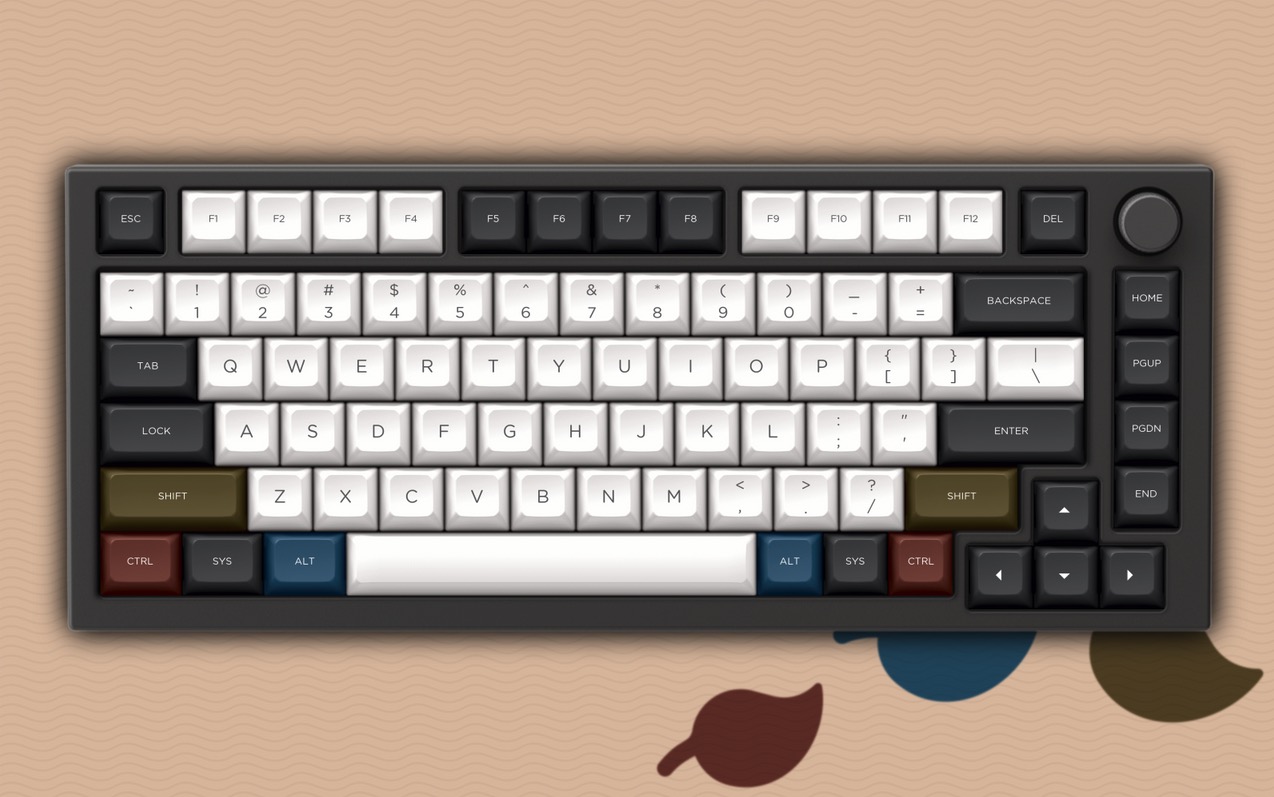 ESC F1 F2 F3 F4 F5 F6 F7 F8 F9 F10 F11 F12 DEL
~ ! @ # $ % ^ & * ( ) _ +
` 1 2 3 4 5 6 7 8 9 0 - = BACKSPACE HOME
TAB Q W E R T Y U I O P { } | PGUP
[ ] \
LOCK A S D F G H J K L : " ENTER PGDN
; '
SHIFT Z X C V B N M < > ? SHIFT END
, . /
CTRL SYS ALT ALT SYS CTRL